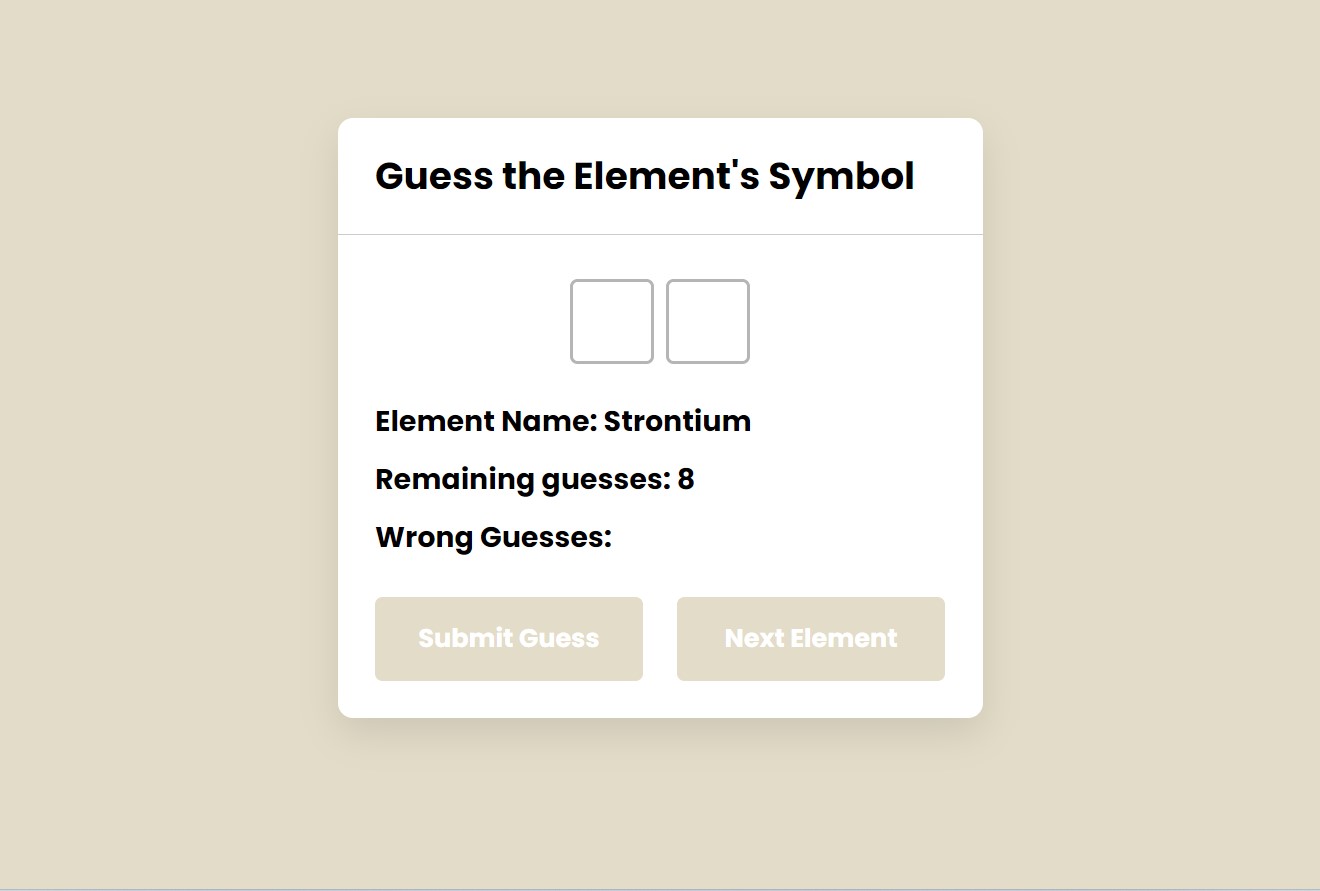 Guess the Element's Symbol
Element Name: Strontium
Remaining guesses: 8
Wrong Guesses:
Submit Guess
Next Element